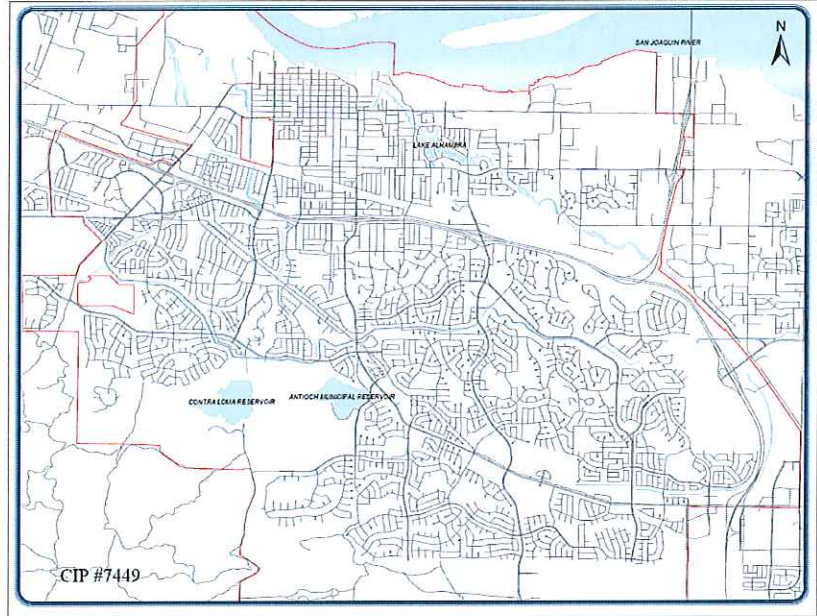 N
SAN JOAQUIN RIVER
LAKE ALHAMBRA
CONTRA LOMA RESERVOIR
ANTIOCH MUNICIPAL RESERVOIR
CIP #7449